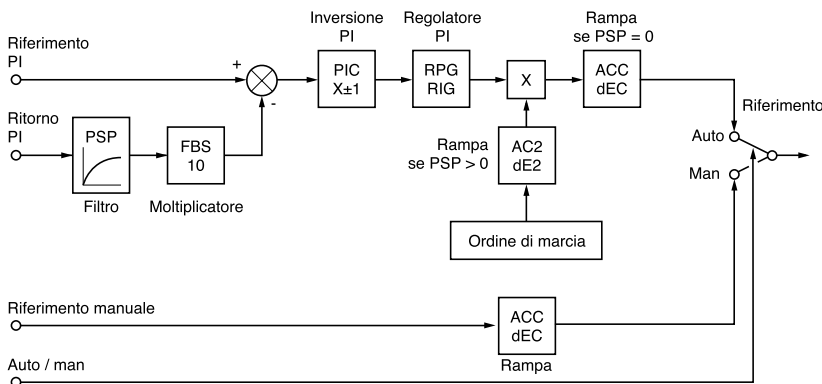 Inversione
PI
Regolatore
PI
Rampa
se PSP = 0
Riferimento
PI
+
-
PIC
X±1
RPG
RIG
X
ACC
dEC
Riferimento
Ritorno
PI
PSP
FBS
10
Filtro
Moltiplicatore
Rampa
se PSP > 0
AC2
dE2
Auto
Man
Ordine di marcia
Riferimento manuale
ACC
dEC
Rampa
Auto / man